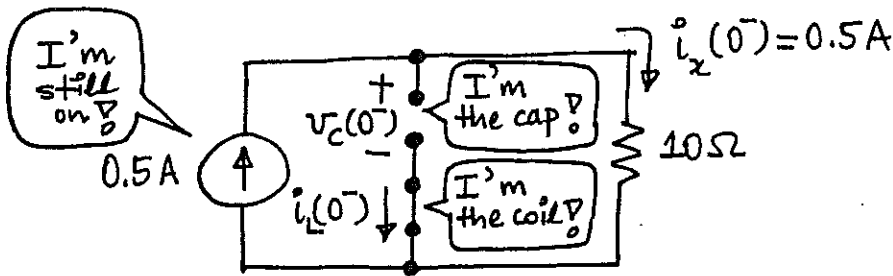 I'm
still
on!
0.5A
+
v_C(0⁻)
−
i_L(0⁻)
I'm
the cap!
I'm
the coil!
i_x(0⁻)=0.5A
10Ω